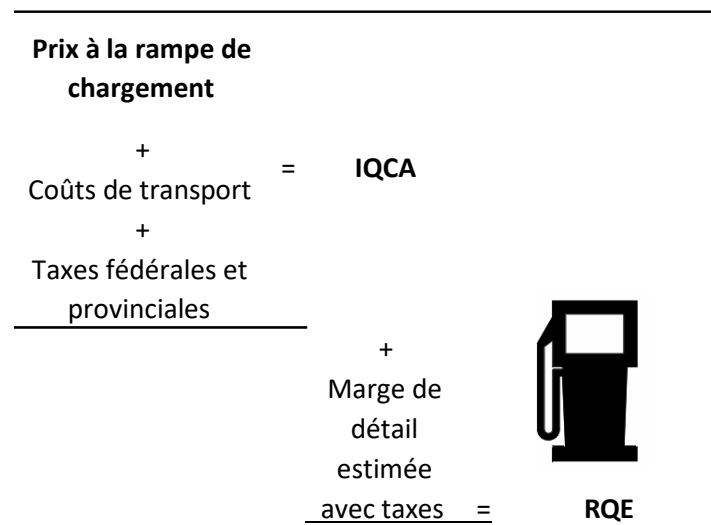 Prix à la rampe de
chargement
+
= IQCA
Coûts de transport
+
Taxes fédérales et
provinciales
+
Marge de
détail
estimée
avec taxes = RQE